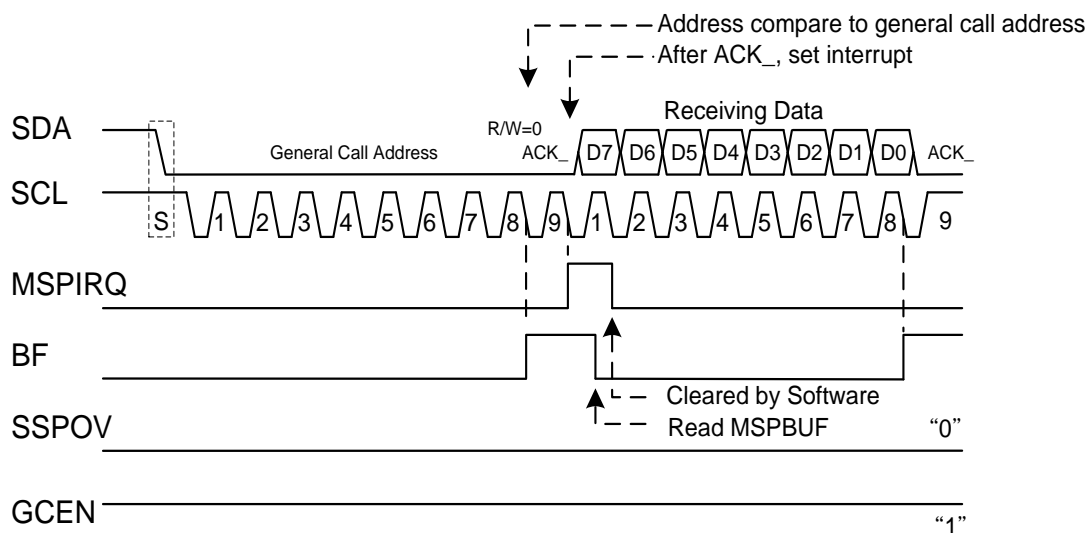 Address compare to general call address
After ACK_, set interrupt
SDA
R/W=0
Receiving Data
General Call Address
ACK_
D7 D6 D5 D4 D3 D2 D1 D0
ACK_
SCL
S
1 2 3 4 5 6 7 8 9 1 2 3 4 5 6 7 8 9
MSPIRQ
BF
Cleared by Software
Read MSPBUF
SSPOV
“0”
GCEN
“1”